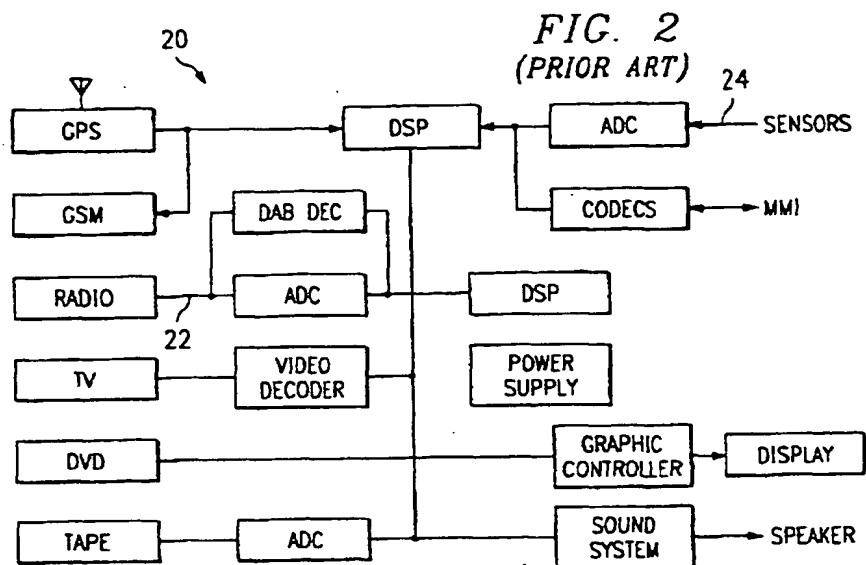 FIG. 2
(PRIOR ART)
20
GPS
DSP
ADC
24
SENSORS
GSM
DAB DEC
CODECS
MMI
RADIO
22
ADC
DSP
TV
VIDEO
DECODER
POWER
SUPPLY
DVD
GRAPHIC
CONTROLLER
DISPLAY
TAPE
ADC
SOUND
SYSTEM
SPEAKER